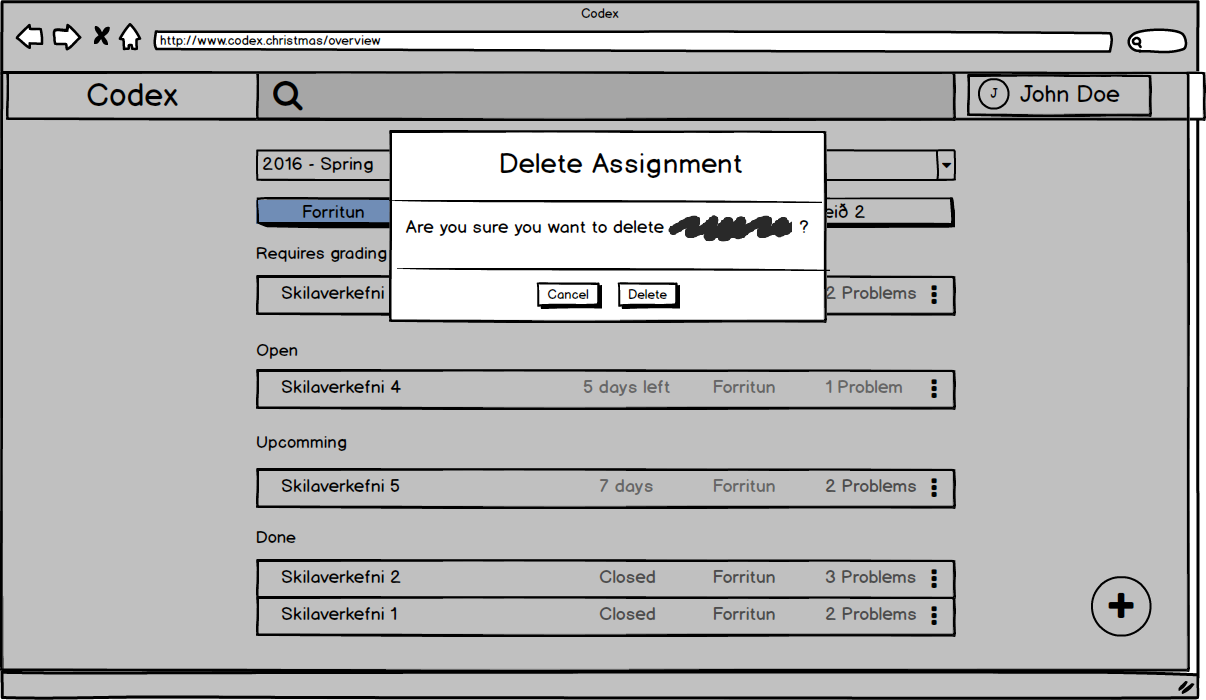 Codex
http://www.codex.christmas/overview
Codex
J John Doe
Delete Assignment
2016 - Spring
Forritun
Are you sure you want to delete ?
Requires grading
Skilaverkefni 2 Problems
Cancel Delete
Open
Skilaverkefni 4 5 days left Forritun 1 Problem
Upcomming
Skilaverkefni 5 7 days Forritun 2 Problems
Done
Skilaverkefni 2 Closed Forritun 3 Problems
Skilaverkefni 1 Closed Forritun 2 Problems